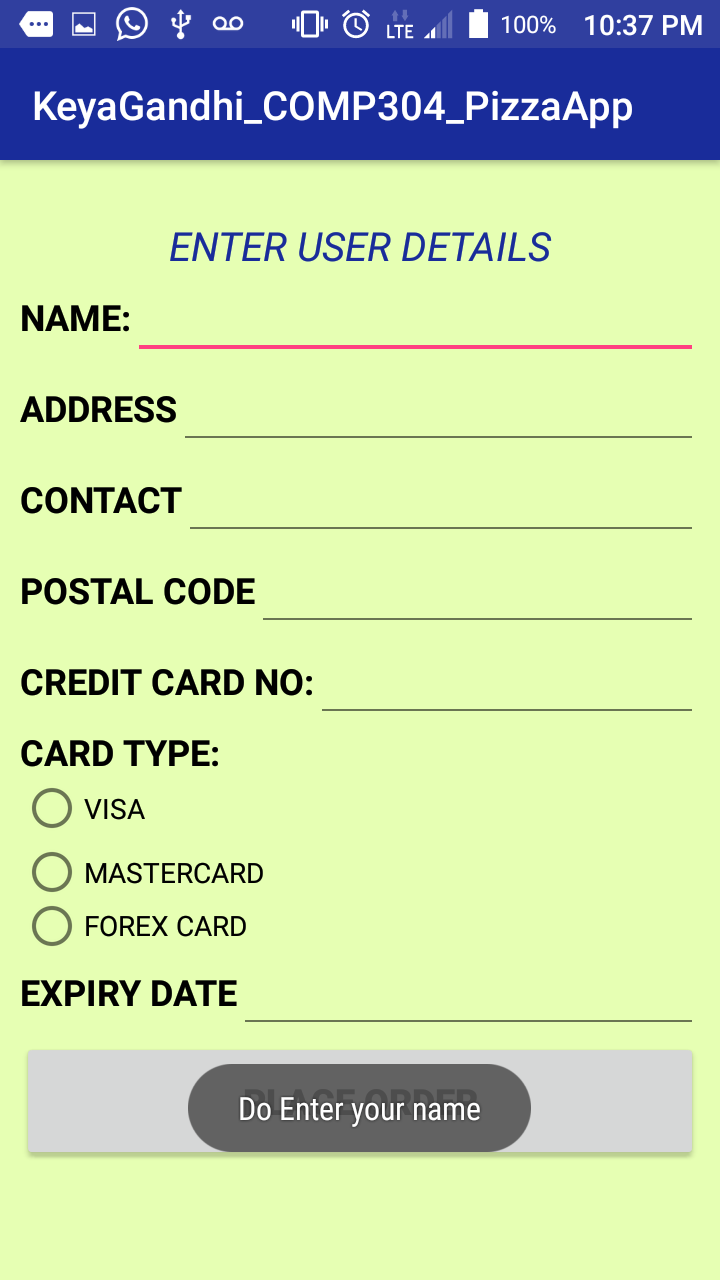 LTE 100% 10:37 PM
KeyaGandhi_COMP304_PizzaApp
ENTER USER DETAILS
NAME:
ADDRESS
CONTACT
POSTAL CODE
CREDIT CARD NO:
CARD TYPE:
VISA
MASTERCARD
FOREX CARD
EXPIRY DATE
PLACE ORDER
Do Enter your name